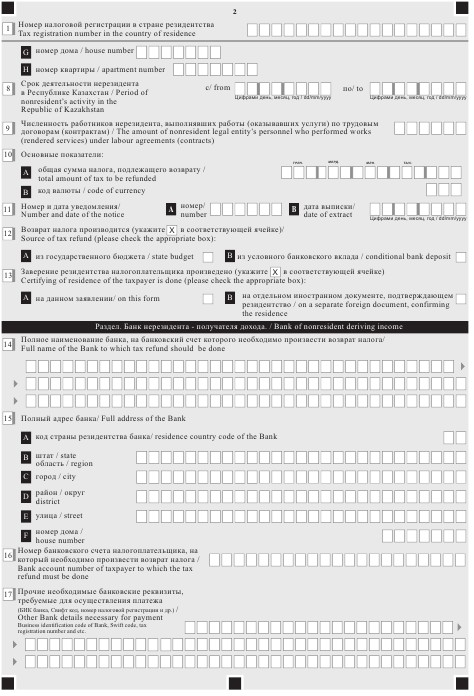 2
1 Номер налоговой регистрации в стране резидентства
Tax registration number in the country of residence
G номер дома / house number
H номер квартиры / apartment number
8 Срок деятельности нерезидента
в Республике Казахстан / Period of
nonresident's activity in the
Republic of Kazakhstan
с/ from
по/ to
Цифрами день, месяц, год / dd/mm/yyyy
Цифрами день, месяц, год / dd/mm/yyyy
9 Численность работников нерезидента, выполнявших работы (оказывавших услуги) по трудовым
договорам (контрактам) / The amount of nonresident legal entity's personnel who performed works
(rendered services) under labour agreements (contracts)
10 Основные показатели:
трлн. млрд. млн. тыс.
A общая сумма налога, подлежащего возврату /
total amount of tax to be refunded
B код валюты / code of currency
11 Номер и дата уведомления/
Number and date of the notice
A номер/
number
B дата выписки/
date of extract
Цифрами день, месяц, год / dd/mm/yyyy
12 Возврат налога производится (укажите X в соответствующей ячейке)/
Source of tax refund (please check the appropriate box):
A из государственного бюджета / state budget
B из условного банковского вклада / conditional bank deposit
13 Заверение резидентства налогоплательщика произведено (укажите X в соответствующей ячейке)
Certifying of residence of the taxpayer is done (please check the appropriate box):
A на данном заявлении/ on this form
B на отдельном иностранном документе, подтверждающем
резидентство / on a separate foreign document, confirming
the residence
Раздел. Банк нерезидента - получателя дохода. / Bank of nonresident deriving income
14 Полное наименование банка, на банковский счет которого необходимо произвести возврат налога/
Full name of the Bank to which tax refund should be done
15 Полный адрес банка/ Full address of the Bank
A код страны резидентства банка/ residence country code of the Bank
B штат / state
область / region
C город / city
D район / округ
district
E улица / street
F номер дома /
house number
16 Номер банковского счета налогоплательщика, на
который необходимо произвести возврат налога /
Bank account number of taxpayer to which the tax
refund must be done
17 Прочие необходимые банковские реквизиты,
требуемые для осуществления платежа
(БИК банка, Свифт код, номер налоговой регистрации и др.) /
Other Bank details necessary for payment
Business identification code of Bank, Swift code, tax
registration number and etc.